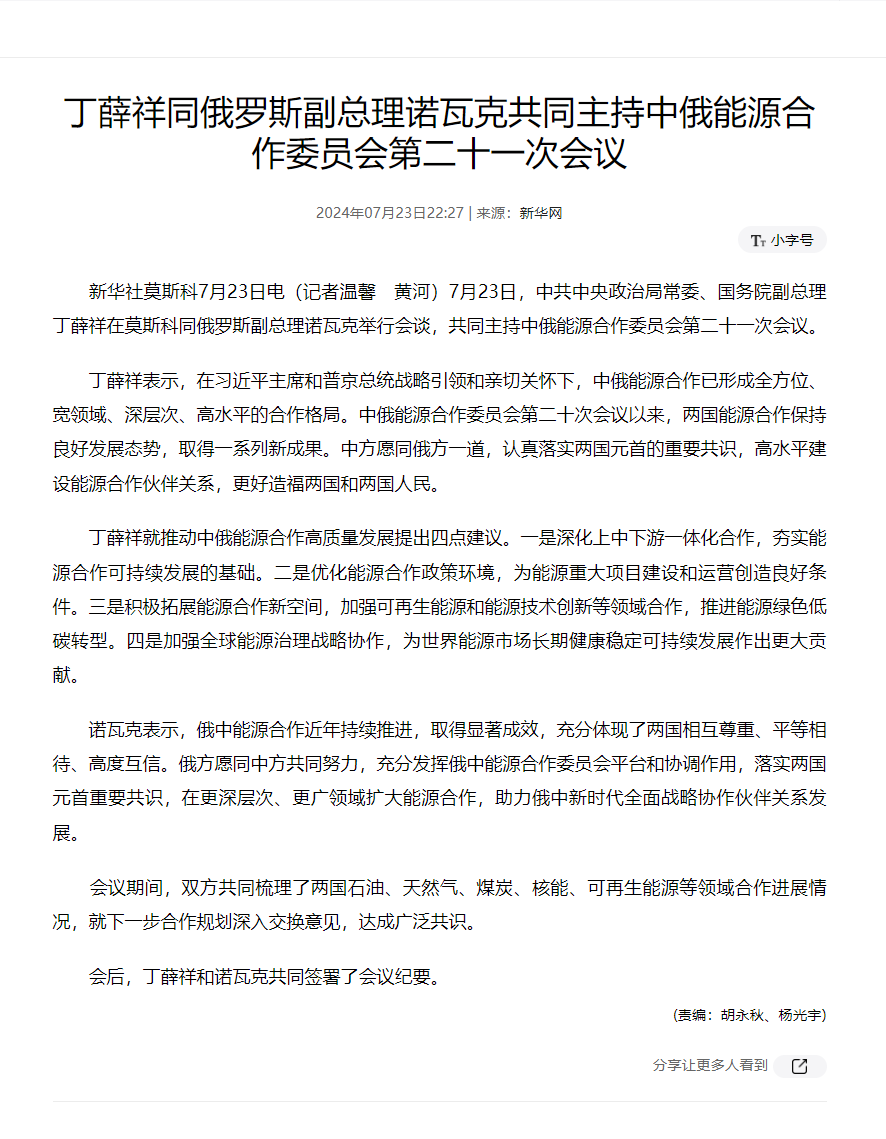 丁薛祥同俄罗斯副总理诺瓦克共同主持中俄能源合
作委员会第二十一次会议
2024年07月23日22:27 | 来源：新华网
TT 小字号
新华社莫斯科7月23日电（记者温馨　黄河）7月23日，中共中央政治局常委、国务院副总理
丁薛祥在莫斯科同俄罗斯副总理诺瓦克举行会谈，共同主持中俄能源合作委员会第二十一次会议。
丁薛祥表示，在习近平主席和普京总统战略引领和亲切关怀下，中俄能源合作已形成全方位、
宽领域、深层次、高水平的合作格局。中俄能源合作委员会第二十次会议以来，两国能源合作保持
良好发展态势，取得一系列新成果。中方愿同俄方一道，认真落实两国元首的重要共识，高水平建
设能源合作伙伴关系，更好造福两国和两国人民。
丁薛祥就推动中俄能源合作高质量发展提出四点建议。一是深化上中下游一体化合作，夯实能
源合作可持续发展的基础。二是优化能源合作政策环境，为能源重大项目建设和运营创造良好条
件。三是积极拓展能源合作新空间，加强可再生能源和能源技术创新等领域合作，推进能源绿色低
碳转型。四是加强全球能源治理战略协作，为世界能源市场长期健康稳定可持续发展作出更大贡
献。
诺瓦克表示，俄中能源合作近年持续推进，取得显著成效，充分体现了两国相互尊重、平等相
待、高度互信。俄方愿同中方共同努力，充分发挥俄中能源合作委员会平台和协调作用，落实两国
元首重要共识，在更深层次、更广领域扩大能源合作，助力俄中新时代全面战略协作伙伴关系发
展。
会议期间，双方共同梳理了两国石油、天然气、煤炭、核能、可再生能源等领域合作进展情
况，就下一步合作规划深入交换意见，达成广泛共识。
会后，丁薛祥和诺瓦克共同签署了会议纪要。
(责编：胡永秋、杨光宇)
分享让更多人看到